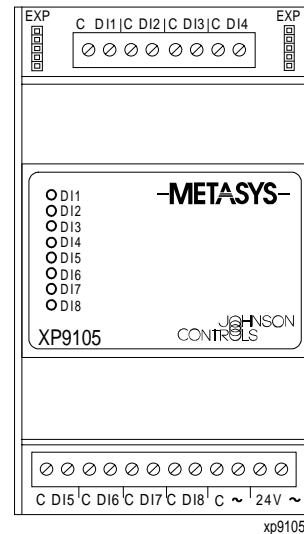 EXP EXP
C DI1|C DI2|C DI3|C DI4
METASYS
DI1
DI2
DI3
DI4
DI5
DI6
DI7
DI8
JOHNSON
CONTROLS
XP9105
C DI5|C DI6|C DI7|C DI8|C ~|24V ~
xp9105